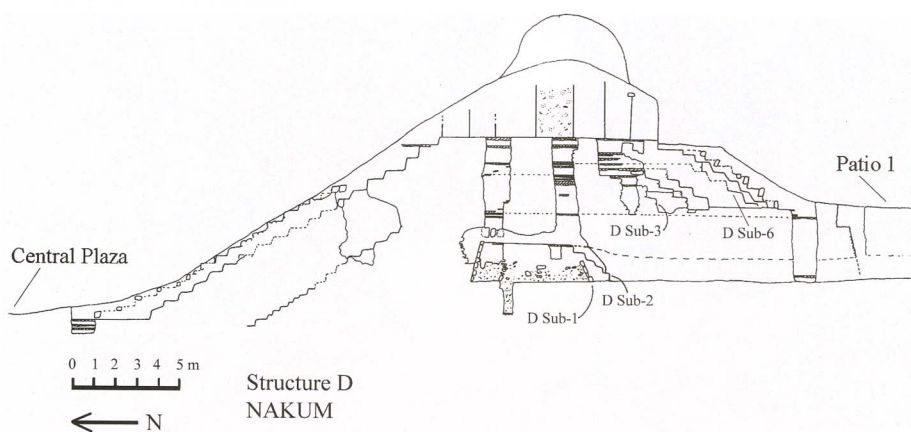 Patio 1
D Sub-3
D Sub-6
Central Plaza
D Sub-2
D Sub-1
0 1 2 3 4 5 m
Structure D
NAKUM
N